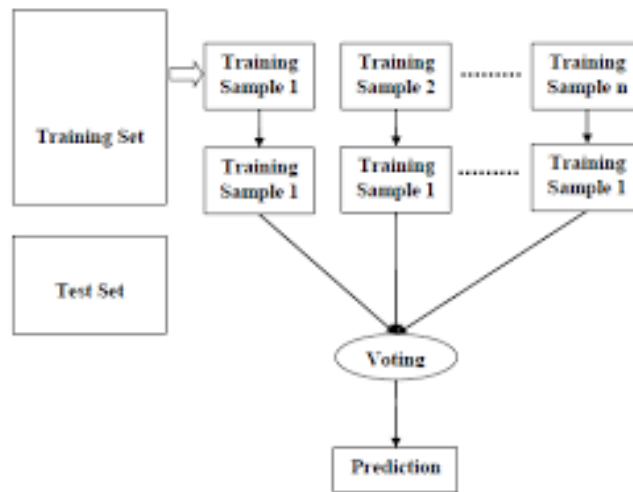 Training Set
Training
Sample 1
Training
Sample 2
Training
Sample n
Training
Sample 1
Training
Sample 1
Training
Sample 1
Test Set
Voting
Prediction